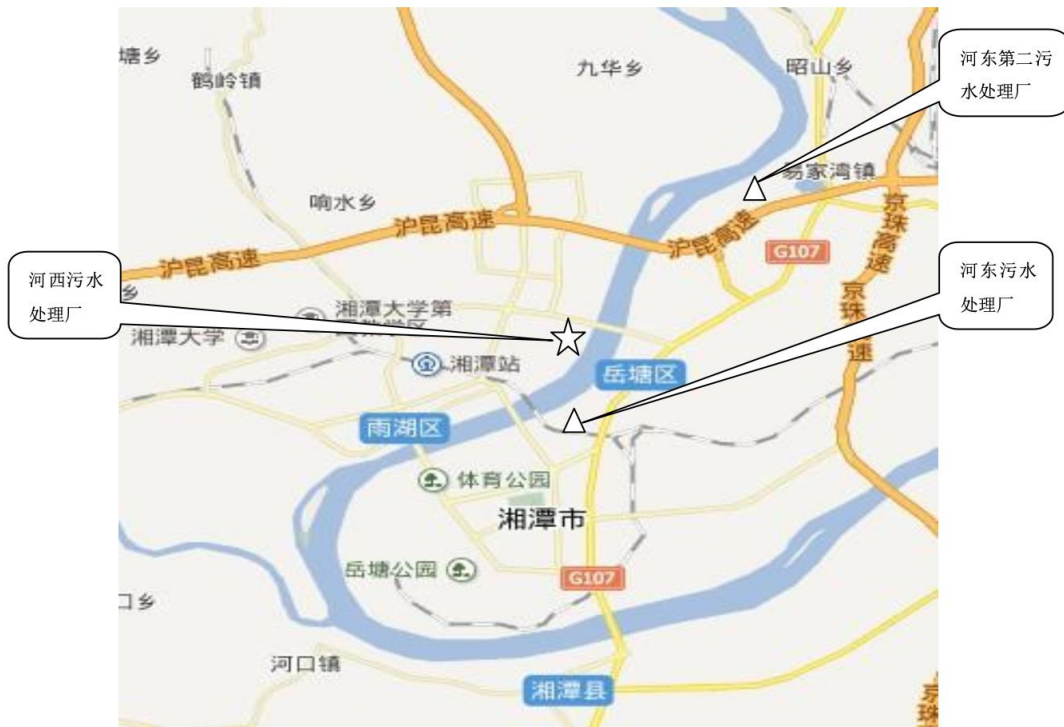 塘乡
鹤岭镇
九华乡
昭山乡
河东第二污
水处理厂
易家湾镇
响水乡
沪昆高速
沪昆高速
沪昆高速
京珠高速
G107
河西污水
处理厂
乡
湘潭大学第
湘潭大学
河东污水
处理厂
京珠高速
湘潭站
岳塘区
雨湖区
体育公园
湘潭市
岳塘公园
G107
口乡
河口镇
湘潭县
京珠